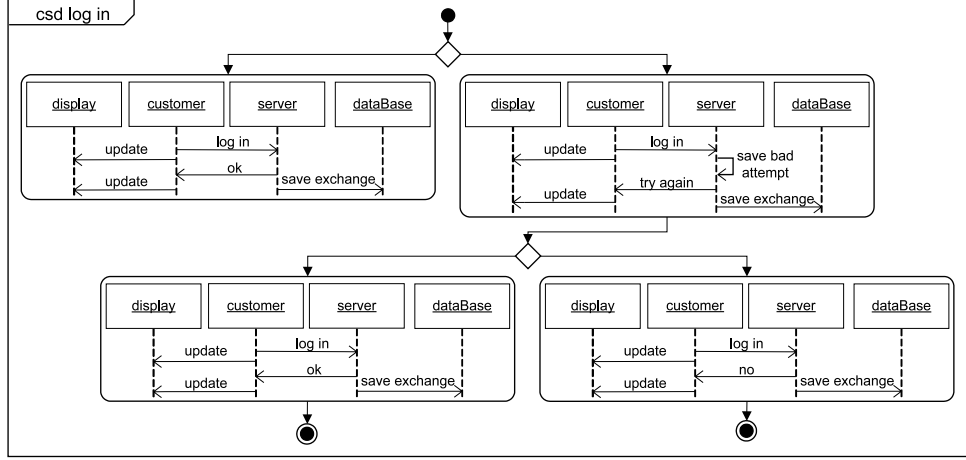 csd log in
display customer server dataBase
log in
update
ok
update
save exchange
display customer server dataBase
log in
update
save bad
attempt
try again
update
save exchange
display customer server dataBase
log in
update
ok
update
save exchange
display customer server dataBase
log in
update
no
update
save exchange